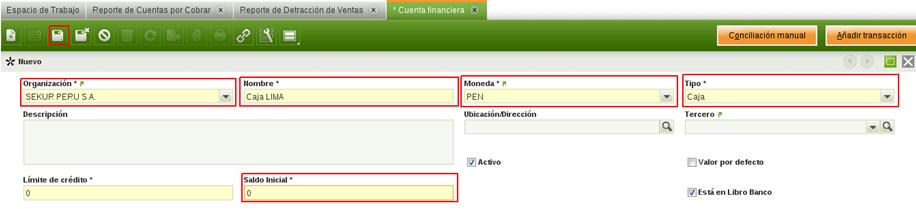 Espacio de Trabajo Reporte de Cuentas por Cobrar × Reporte de Detracción de Ventas × * Cuenta financiera
Conciliación manual Añadir transacción
Nuevo
Organización * Nombre * Moneda * Tipo *
SEKUR PERU S.A. Caja LIMA PEN Caja
Descripción Ubicación/Dirección Tercero
Activo Valor por defecto
Límite de crédito * Saldo Inicial *
0 0 Está en Libro Banco